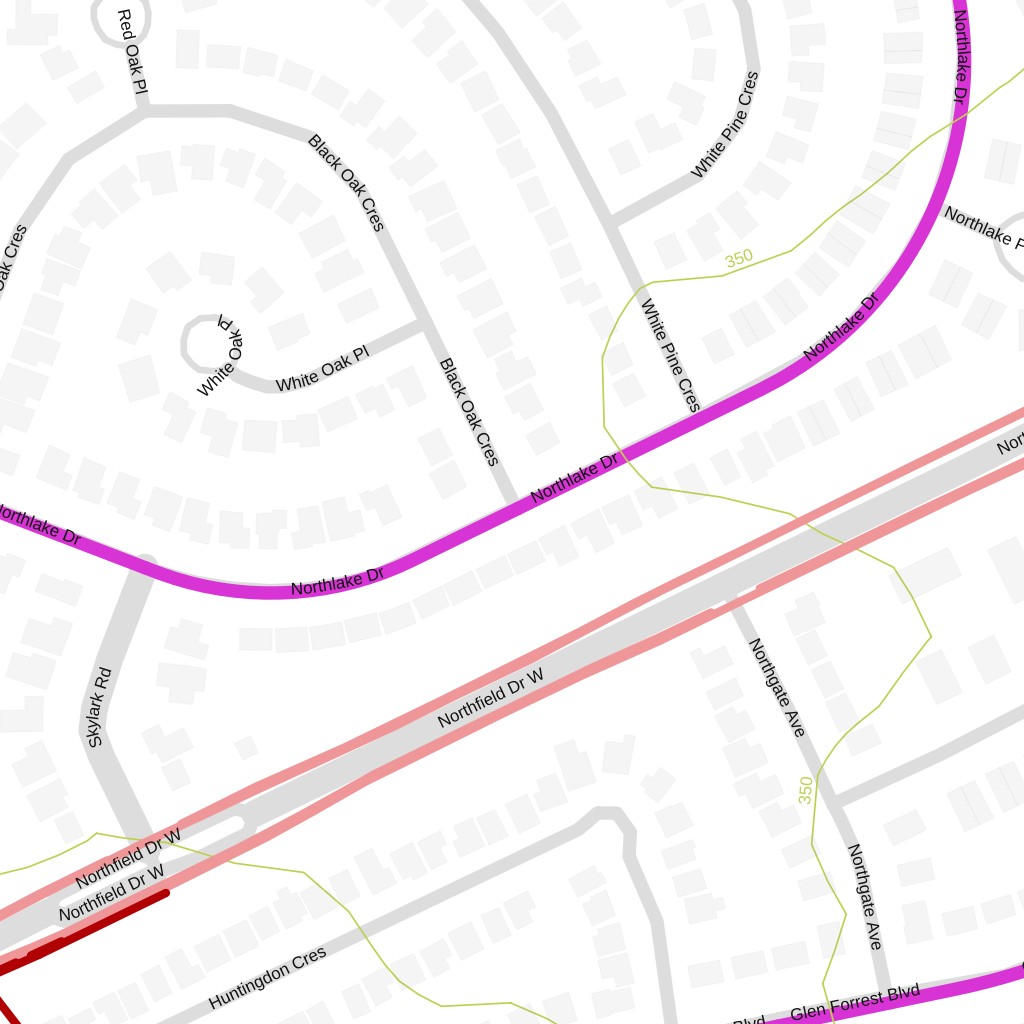 Red Oak Pl
Northlake Dr
White Pine Cres
Black Oak Cres
Northlake P
Oak Cres
350
White Oak Pl
Northlake Dr
White Pine Cres
White Oak Pl
Black Oak Cres
Northlake Dr
Northlake Dr
Northlake Dr
Skylark Rd
Northfield Dr W
Northgate Ave
350
Northfield Dr W
Northfield Dr W
Northgate Ave
Huntingdon Cres
Glen Forrest Blvd
Blvd